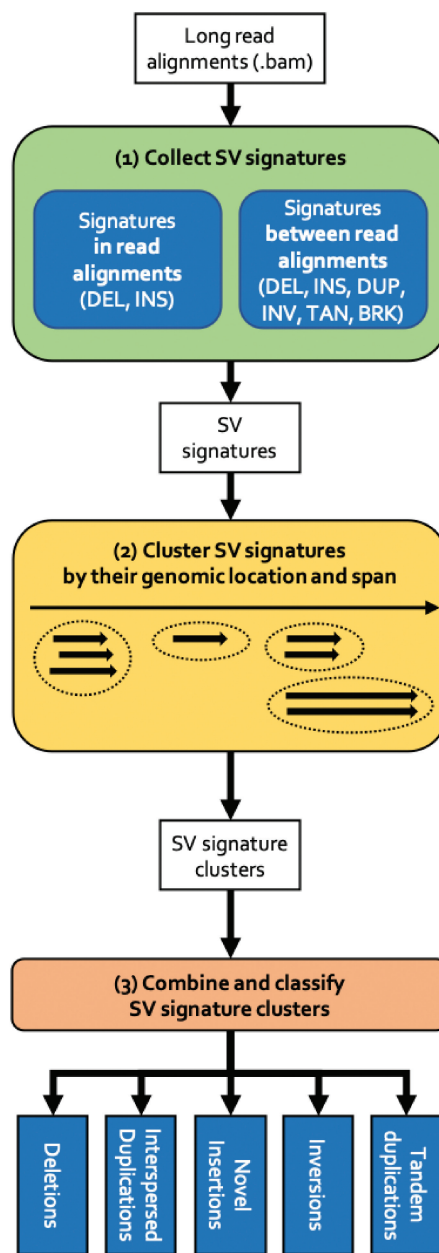 Long read
alignments (.bam)
(1) Collect SV signatures
Signatures
in read
alignments
(DEL, INS)
Signatures
between read
alignments
(DEL, INS, DUP,
INV, TAN, BRK)
SV
signatures
(2) Cluster SV signatures
by their genomic location and span
SV signature
clusters
(3) Combine and classify
SV signature clusters
Deletions
Interspersed
Duplications
Novel
Insertions
Inversions
Tandem
duplications